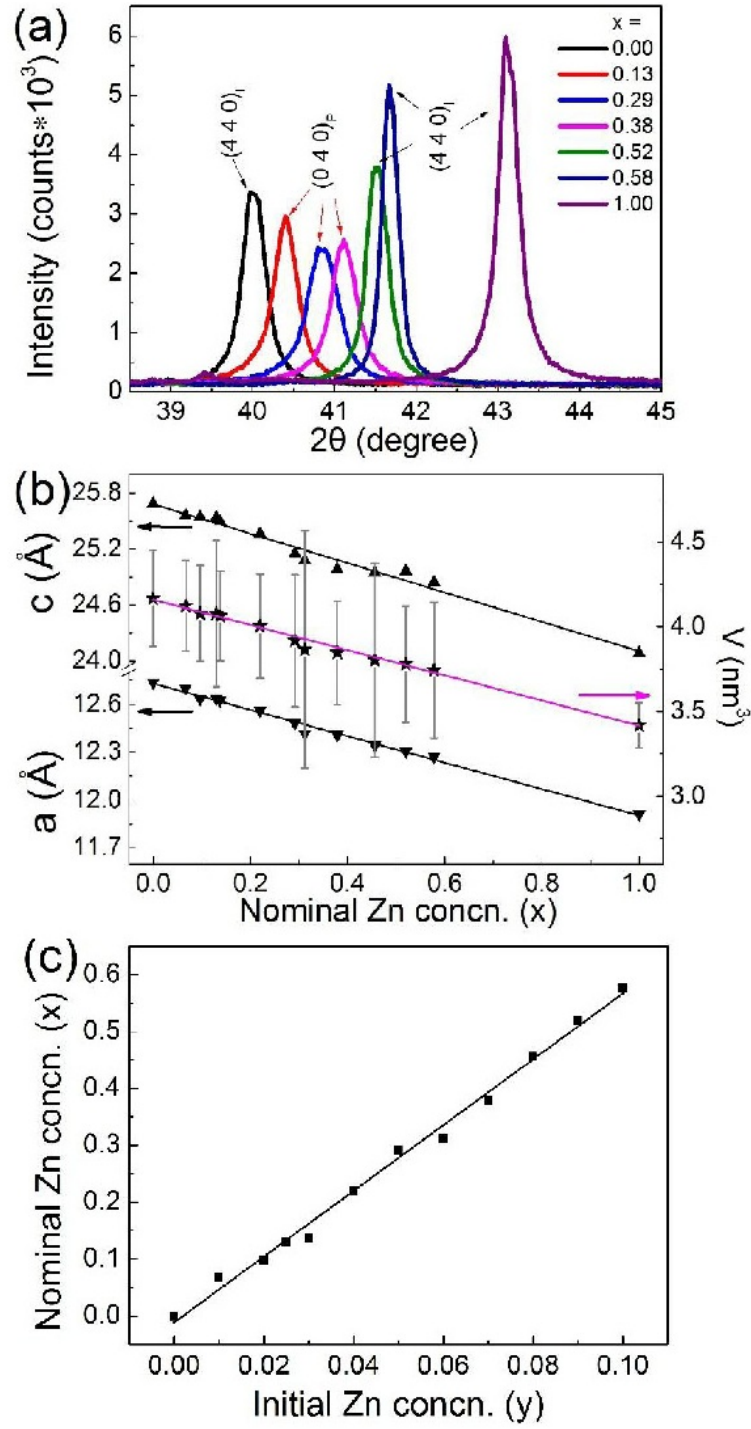 (a)
x =
0.00
0.13
0.29
0.38
0.52
0.58
1.00
(4 4 0)I
(0 4 0)P
(4 4 0)I
Intensity (counts*10^3)
6
5
4
3
2
1
0
39 40 41 42 43 44 45
2θ (degree)
(b)
c (Å)
25.8
25.2
24.6
24.0
a (Å)
12.6
12.3
12.0
11.7
V (nm^3)
4.5
4.0
3.5
3.0
0.0 0.2 0.4 0.6 0.8 1.0
Nominal Zn concn. (x)
(c)
Nominal Zn concn. (x)
0.6
0.5
0.4
0.3
0.2
0.1
0.0
0.00 0.02 0.04 0.06 0.08 0.10
Initial Zn concn. (y)